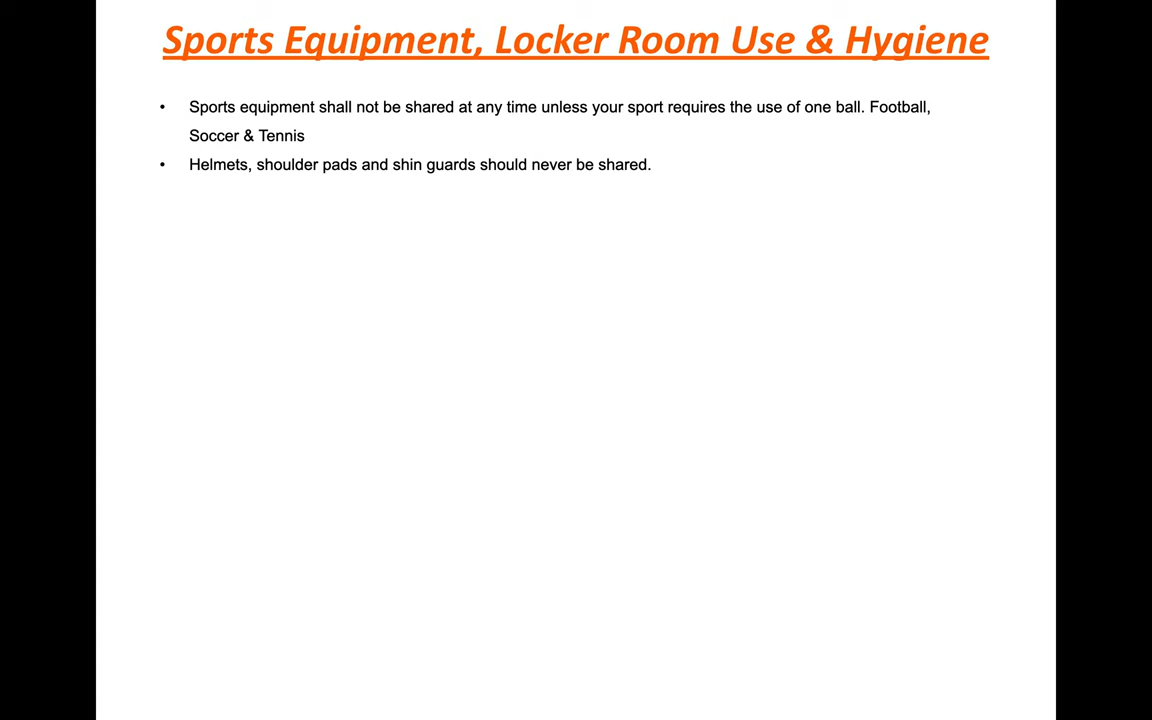 Sports Equipment, Locker Room Use & Hygiene
• Sports equipment shall not be shared at any time unless your sport requires the use of one ball. Football,
Soccer & Tennis
• Helmets, shoulder pads and shin guards should never be shared.